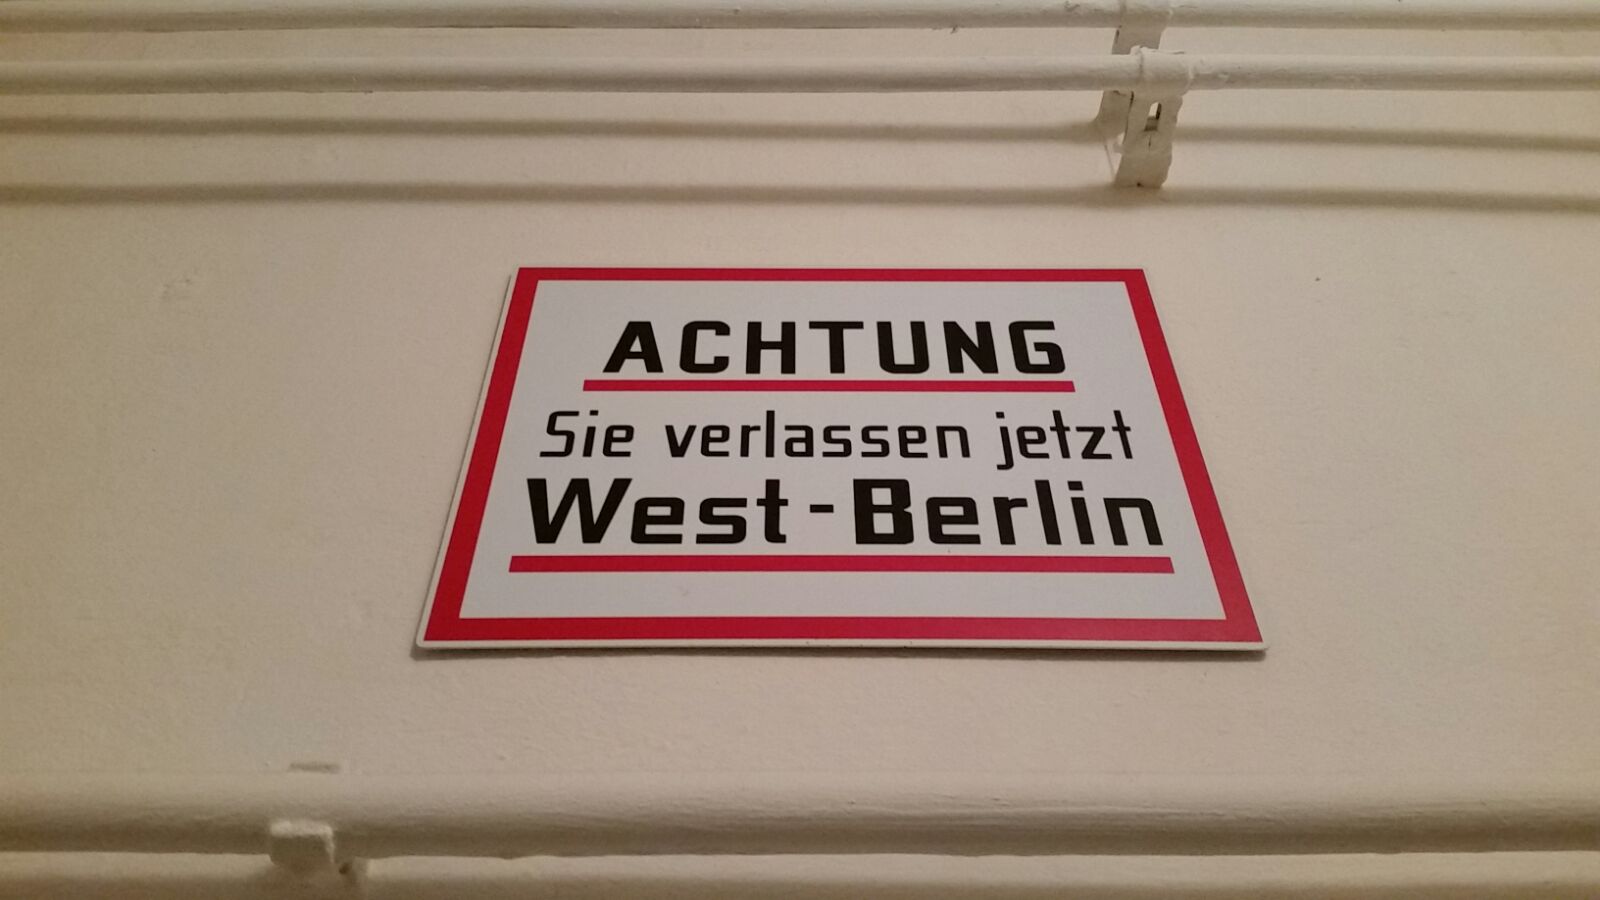 ACHTUNG
Sie verlassen jetzt
West-Berlin